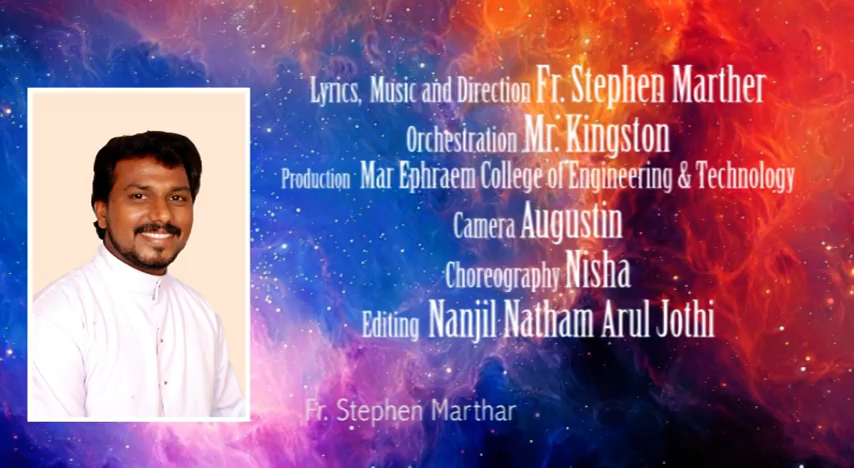 Lyrics, Music and Direction Fr. Stephen Marther
Orchestration Mr. Kingston
Production Mar Ephraem College of Engineering & Technology
Camera Augustin
Choreography Nisha
Editing Nanjil Natham Arul Jothi
Fr. Stephen Marthar